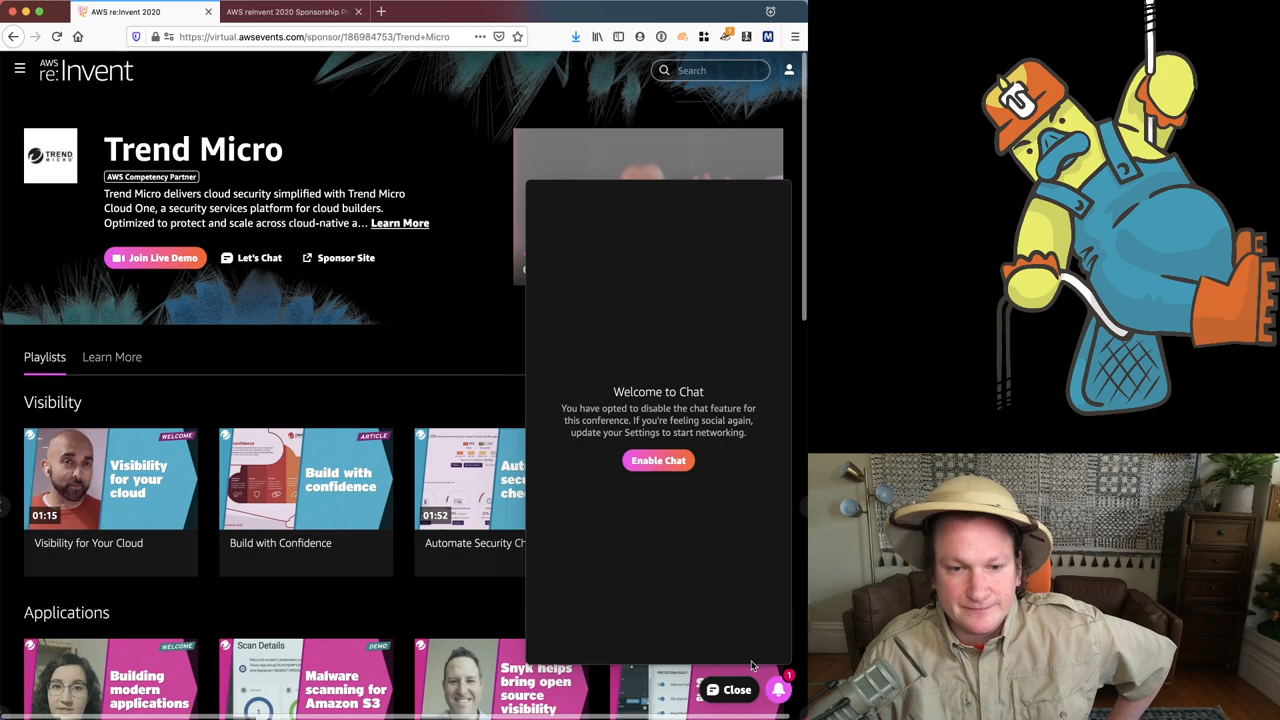 AWS re:Invent 2020
AWS reInvent 2020 Sponsorship Pr
https://virtual.awsevents.com/sponsor/186984753/Trend+Micro
1
AWS
re:Invent
Search
TREND
MICRO
Trend Micro
AWS Competency Partner
Trend Micro delivers cloud security simplified with Trend Micro
Cloud One, a security services platform for cloud builders.
Optimized to protect and scale across cloud-native a... Learn More
Join Live Demo
Let's Chat
Sponsor Site
Playlists
Learn More
Visibility
WELCOME
Visibility
for your
cloud
01:15
Visibility for Your Cloud
ARTICLE
Build with
confidence
Build with Confidence
01:52
Automate Security Ch
Welcome to Chat
You have opted to disable the chat feature for
this conference. If you're feeling social again,
update your Settings to start networking.
Enable Chat
Applications
WELCOME
Building
modern
applications
Scan Details
DEMO
Malware
scanning for
Amazon S3
Snyk helps
bring open
source
visibility
Close
1